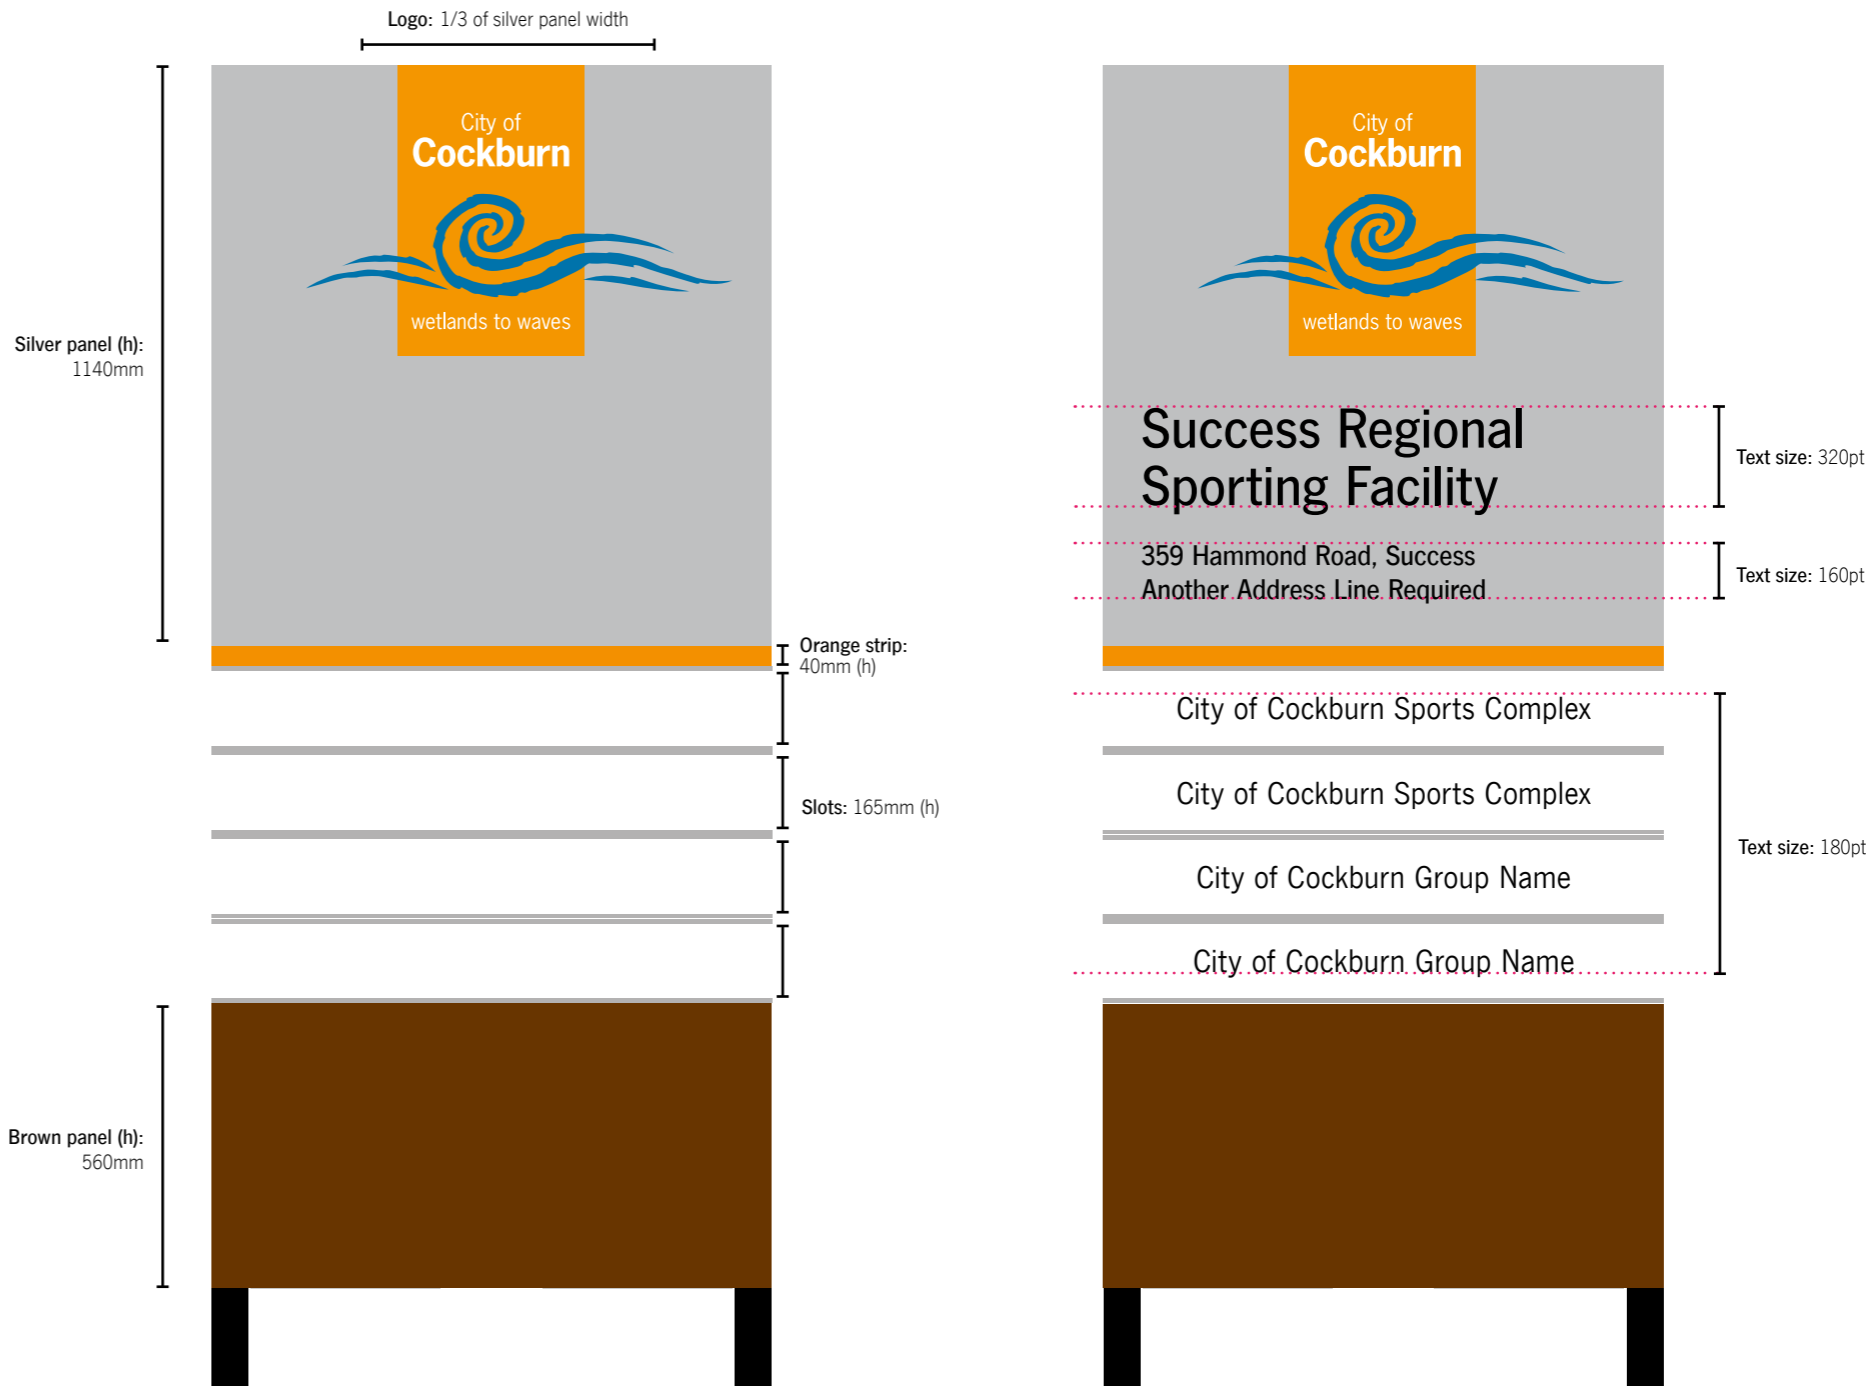 Logo: 1/3 of silver panel width
City of
Cockburn
wetlands to waves
Silver panel (h):
1140mm
Orange strip:
40mm (h)
Slots: 165mm (h)
Brown panel (h):
560mm
City of
Cockburn
wetlands to waves
Success Regional
Sporting Facility
Text size: 320pt
359 Hammond Road, Success
Another Address Line Required
Text size: 160pt
City of Cockburn Sports Complex
City of Cockburn Sports Complex
City of Cockburn Group Name
City of Cockburn Group Name
Text size: 180pt